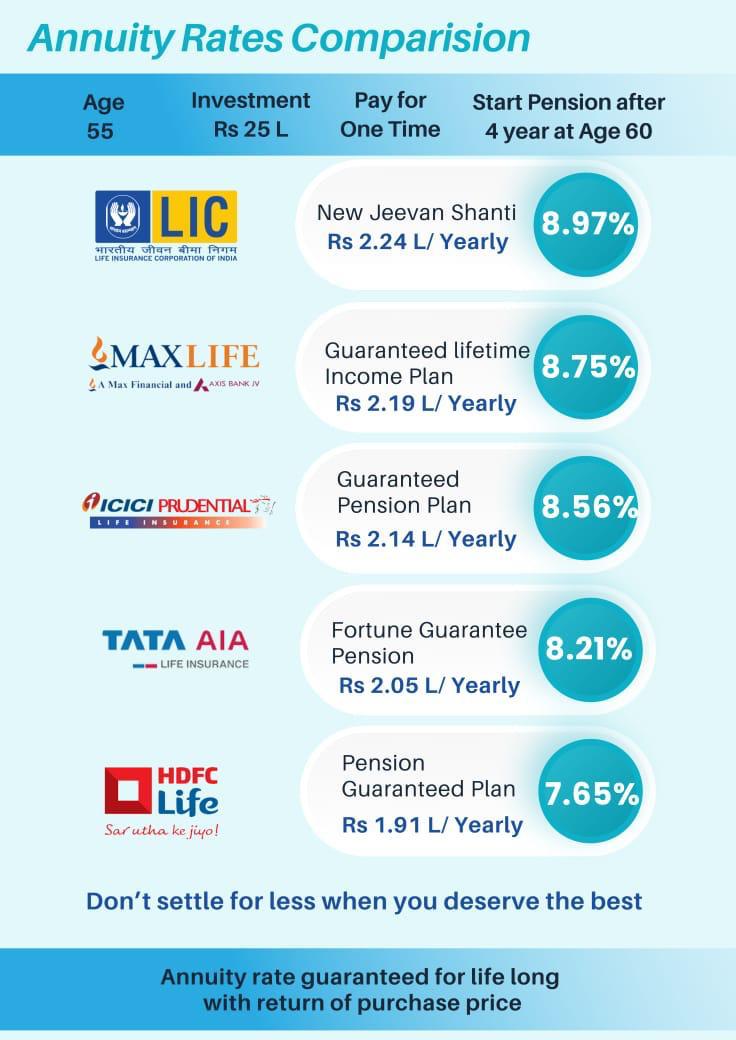 Annuity Rates Comparision
Age
55
Investment
Rs 25 L
Pay for
One Time
Start Pension after
4 year at Age 60
LIC
भारतीय जीवन बीमा निगम
LIFE INSURANCE CORPORATION OF INDIA
New Jeevan Shanti
Rs 2.24 L/ Yearly
8.97%
MAX LIFE
A Max Financial and AXIS BANK JV
Guaranteed lifetime
Income Plan
Rs 2.19 L/ Yearly
8.75%
ICICI PRUDENTIAL
LIFE INSURANCE
Guaranteed
Pension Plan
Rs 2.14 L/ Yearly
8.56%
TATA AIA
LIFE INSURANCE
Fortune Guarantee
Pension
Rs 2.05 L/ Yearly
8.21%
HDFC
Life
Sar utha ke jiyo!
Pension
Guaranteed Plan
Rs 1.91 L/ Yearly
7.65%
Don’t settle for less when you deserve the best
Annuity rate guaranteed for life long
with return of purchase price